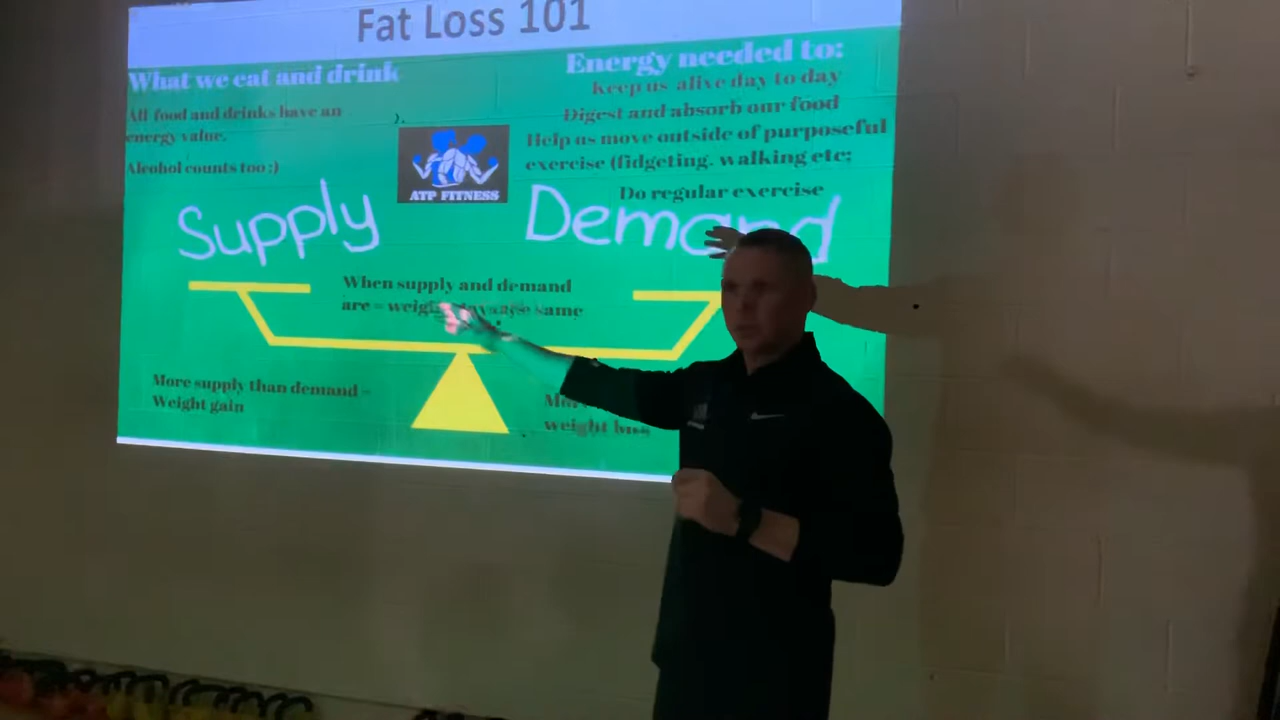 Fat Loss 101
What we eat and drink
All food and drinks have an
energy value.
Alcohol counts too :)
).
ATP FITNESS
Energy needed to:
Keep us alive day to day
Digest and absorb our food
Help us move outside of purposeful
exercise (fidgeting. walking etc;
Do regular exercise
Supply
Demand
When supply and demand
are = same
More supply than demand =
Weight gain
weight loss